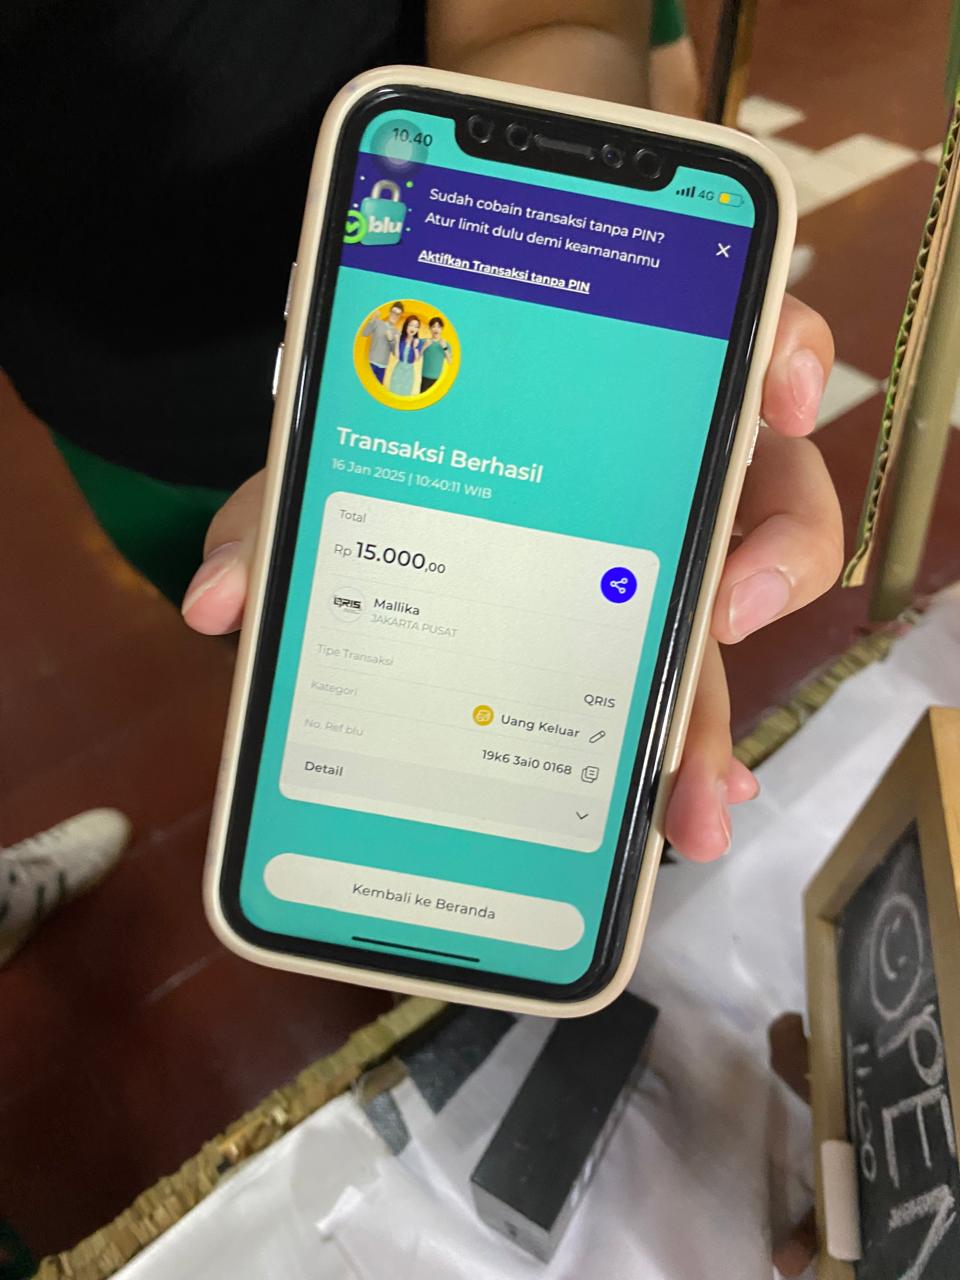 10.40
4G
blu
Sudah cobain transaksi tanpa PIN?
Atur limit dulu demi keamananmu
Aktifkan Transaksi tanpa PIN
Transaksi Berhasil
16 Jan 2025 | 10:40:11 WIB
Total
Rp 15.000,00
QRIS
Mallika
JAKARTA PUSAT
Tipe Transaksi
QRIS
Kategori
Uang Keluar
No. Ref blu
19k6 3ai0 0168
Detail
Kembali ke Beranda
OPEN